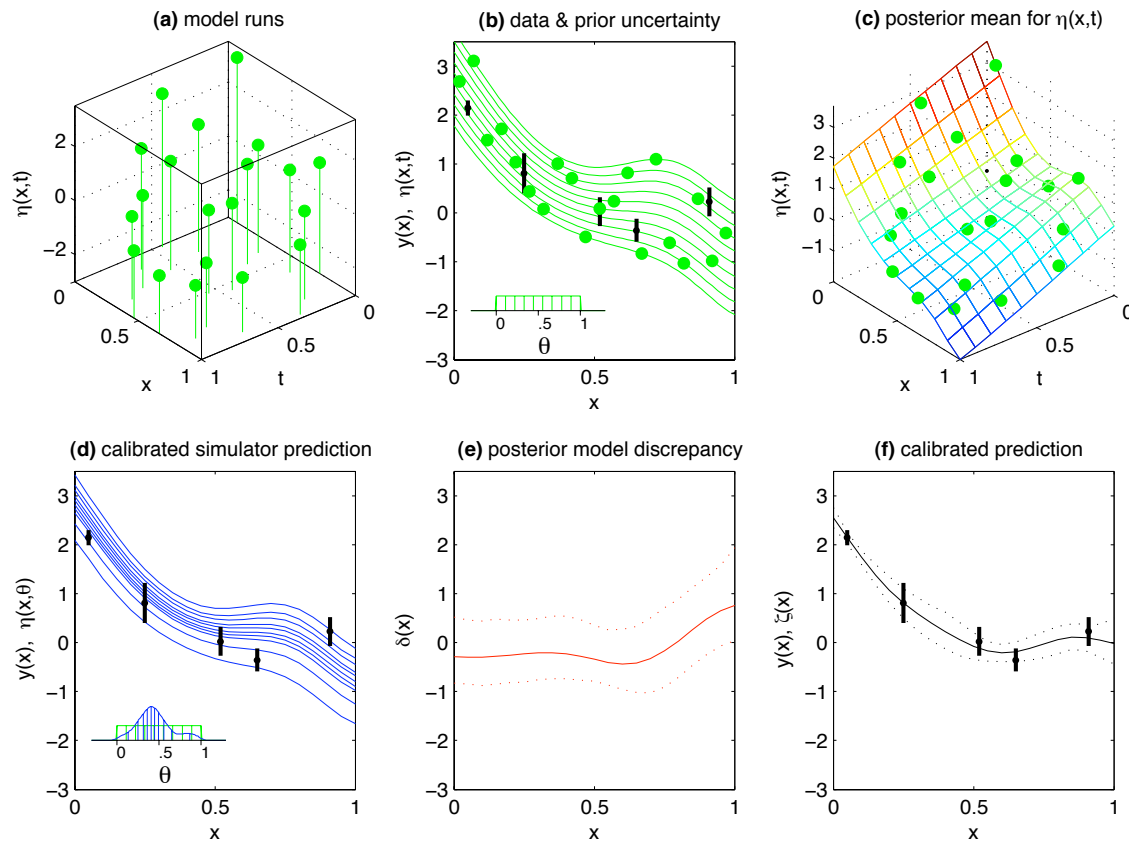 (a) model runs
η(x,t)
2
0
−2
0
0.5
1
x
1
0.5
0
t
(b) data & prior uncertainty
y(x), η(x,t)
3
2
1
0
−1
−2
−3
0 .5 1
θ
0 0.5 1
x
(c) posterior mean for η(x,t)
η(x,t)
3
2
1
0
−1
0
0.5
1
x
1
0.5
0
t
(d) calibrated simulator prediction
y(x), η(x,θ)
3
2
1
0
−1
−2
−3
0 .5 1
θ
0 0.5 1
x
(e) posterior model discrepancy
δ(x)
3
2
1
0
−1
−2
−3
0 0.5 1
x
(f) calibrated prediction
y(x), ζ(x)
3
2
1
0
−1
−2
−3
0 0.5 1
x